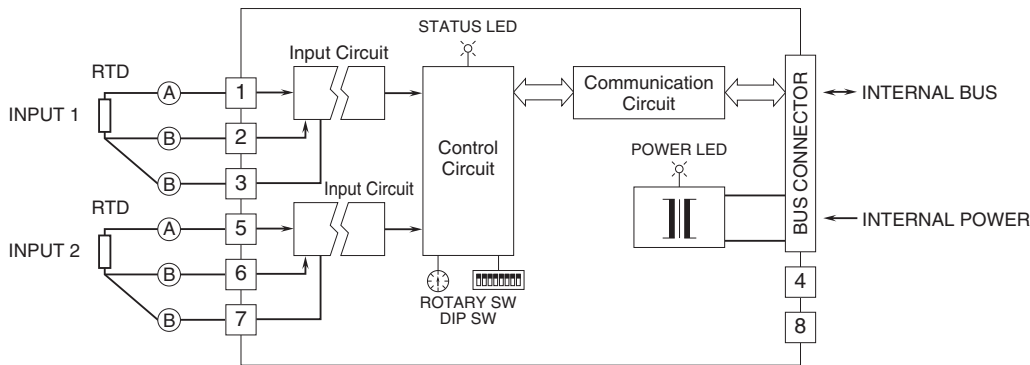 STATUS LED
Input Circuit
RTD
A
1
INPUT 1
B
2
B
3
Control
Circuit
Communication
Circuit
BUS CONNECTOR
INTERNAL BUS
POWER LED
INTERNAL POWER
Input Circuit
RTD
A
5
INPUT 2
B
6
B
7
ROTARY SW
DIP SW
4
8